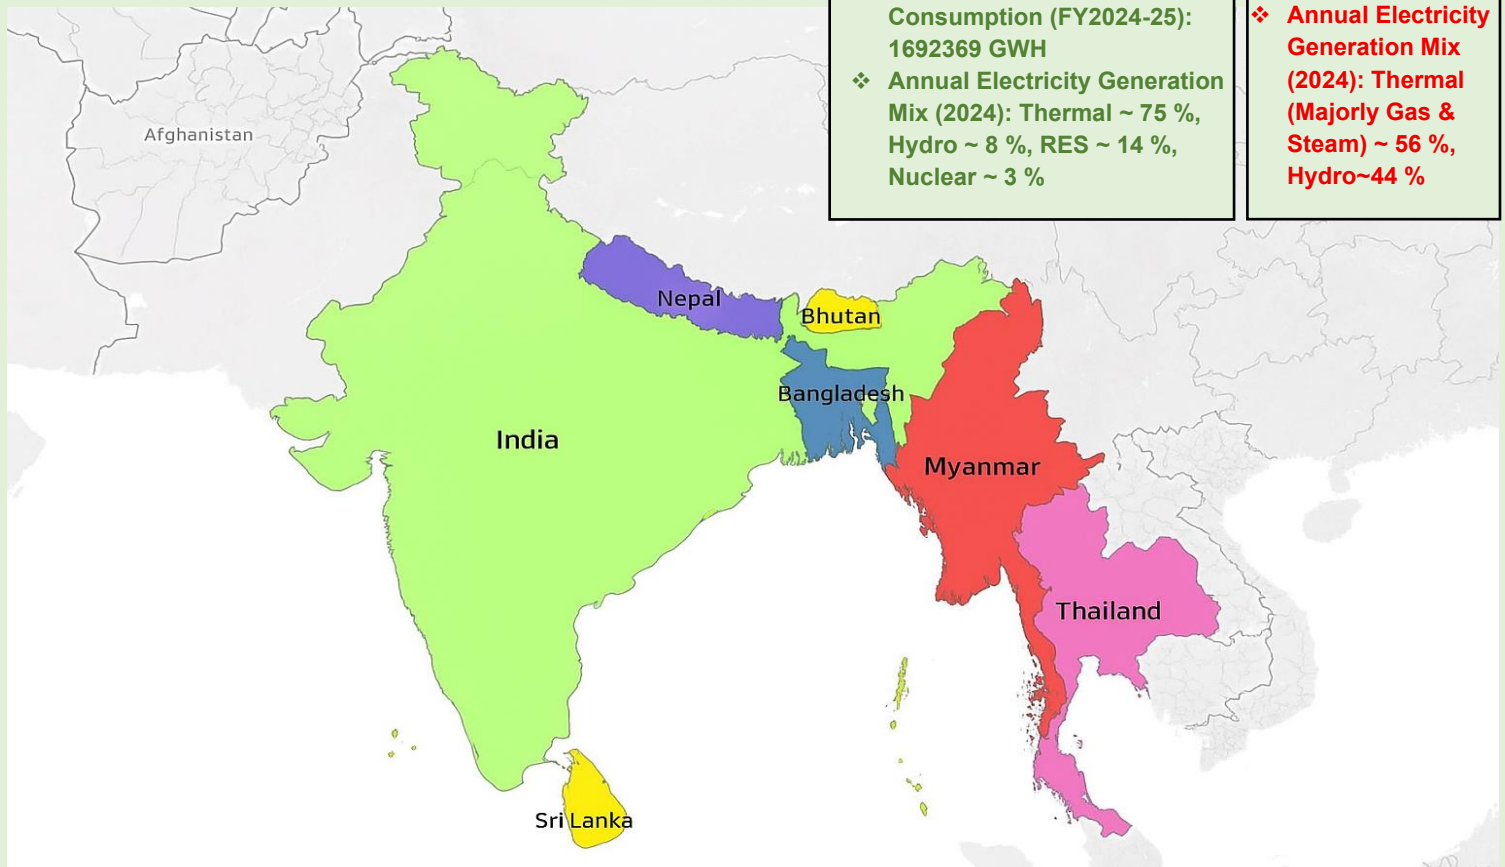 Consumption (FY2024-25):
1692369 GWH
❖ Annual Electricity Generation
Mix (2024): Thermal ~ 75 %,
Hydro ~ 8 %, RES ~ 14 %,
Nuclear ~ 3 %
❖ Annual Electricity
Generation Mix
(2024): Thermal
(Majorly Gas &
Steam) ~ 56 %,
Hydro~44 %
Afghanistan
Nepal
Bhutan
Bangladesh
India
Myanmar
Thailand
Sri Lanka